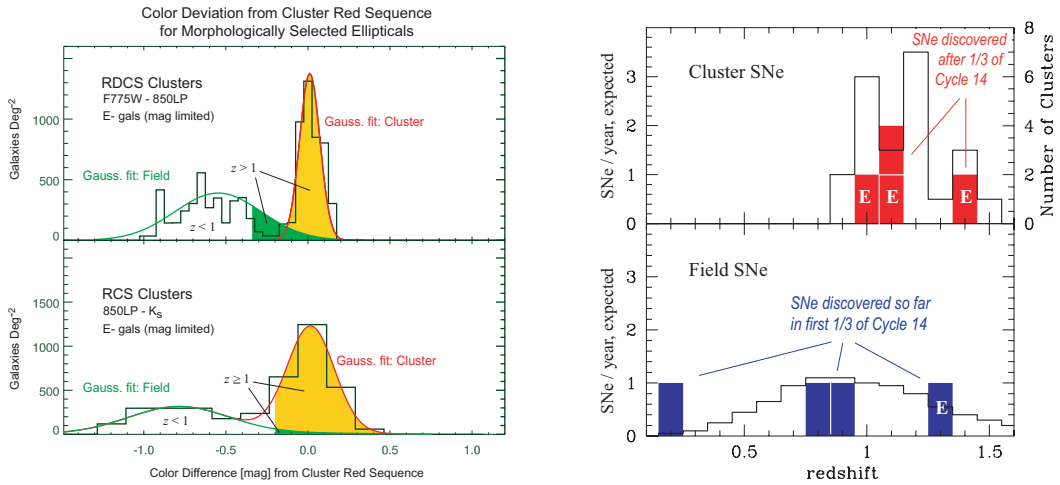 Color Deviation from Cluster Red Sequence
for Morphologically Selected Ellipticals
RDCS Clusters
F775W - 850LP
E- gals (mag limited)
Gauss. fit: Cluster
z > 1
Gauss. fit: Field
z < 1
Galaxies Deg-2
1000
500
0
RCS Clusters
850LP - Ks
E- gals (mag limited)
Gauss. fit: Cluster
z ≥ 1
Gauss. fit: Field
z < 1
Galaxies Deg-2
1500
1000
500
0
-1.0
-0.5
0.0
0.5
1.0
Color Difference [mag] from Cluster Red Sequence
Cluster SNe
SNe discovered
after 1/3 of
Cycle 14
E
E
E
SNe / year, expected
3
2
1
0
Number of Clusters
8
6
4
2
0
Field SNe
SNe discovered so far
in first 1/3 of Cycle 14
E
SNe / year, expected
3
2
1
0
0.5
1
1.5
redshift